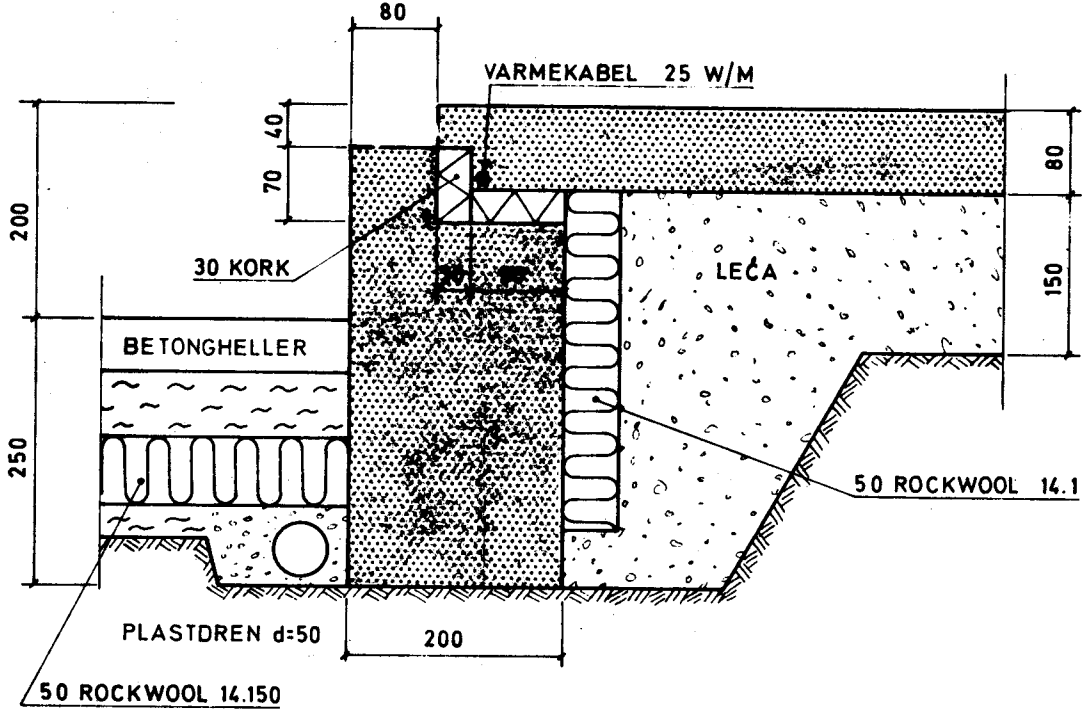 80
VARMEKABEL 25 W/M
40
70
80
200
30 KORK
LECA
150
BETONGHELLER
250
50 ROCKWOOL 14.1
PLASTDREN d=50
200
50 ROCKWOOL 14.150